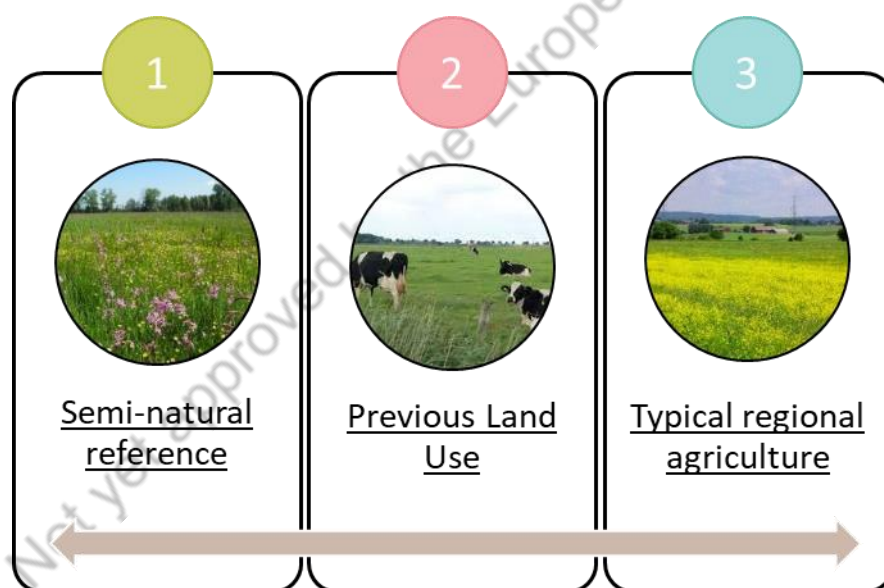 1
2
3
Semi-natural
reference
Previous Land
Use
Typical regional
agriculture
Not yet approved by the Europe